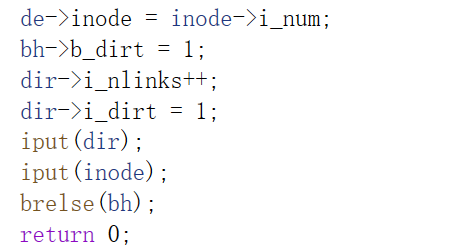 de->inode = inode->i_num;
bh->b_dirt = 1;
dir->i_nlinks++;
dir->i_dirt = 1;
iput(dir);
iput(inode);
brelse(bh);
return 0;